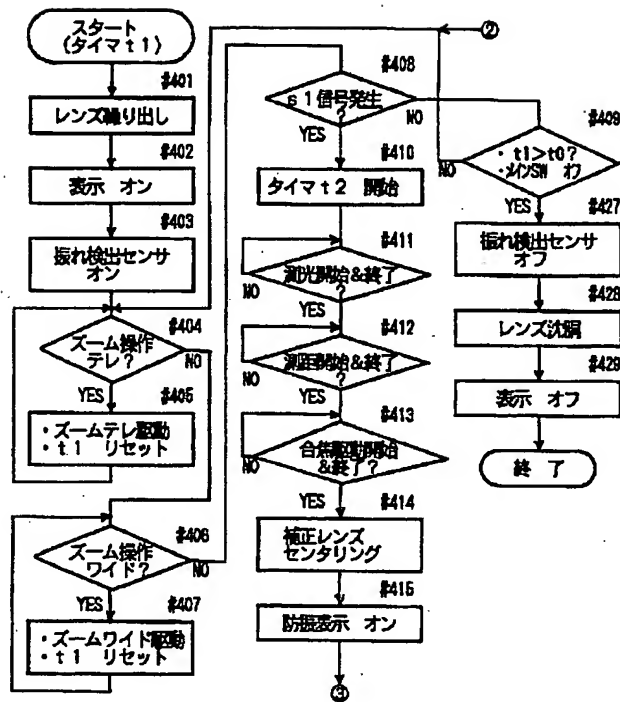 スタート
(タイマt1)
#401
レンズ繰り出し
#402
表示 オン
#403
振れ検出センサ
オン
#404
ズーム操作
テレ?
NO
YES
#405
・ズームテレ駆動
・t1 リセット
#406
ズーム操作
ワイド?
NO
YES
#407
・ズームワイド駆動
・t1 リセット
②
#408
s1信号発生
?
NO
YES
#410
タイマt2 開始
#411
測光開始&終了
?
NO
YES
#412
測距開始&終了
?
NO
YES
#413
合焦駆動開始
&終了?
NO
YES
#414
補正レンズ
センタリング
#415
防振表示 オン
③
#409
・t1>t0?
・メインSW オフ
NO
YES
#427
振れ検出センサ
オフ
#428
レンズ沈胴
#429
表示 オフ
終 了